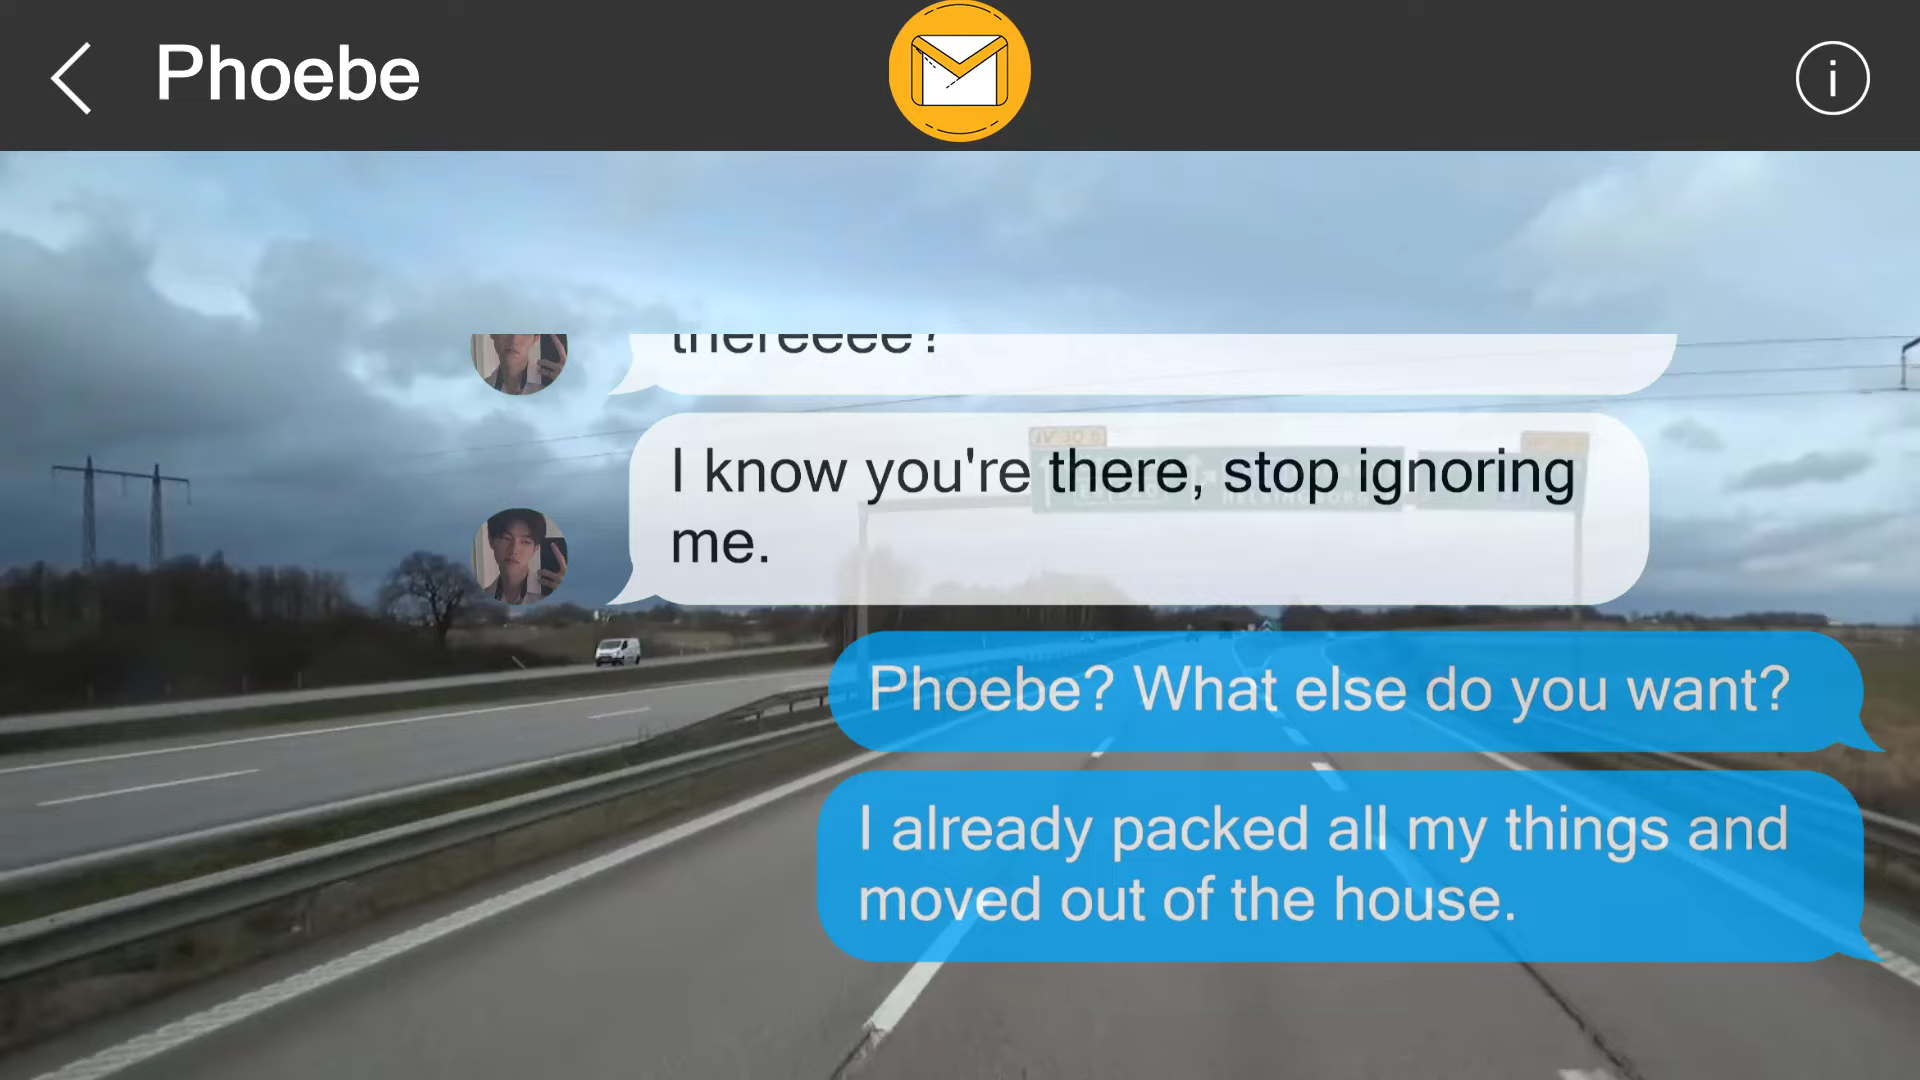 Phoebe
i
thereeee?
I know you're there, stop ignoring
me.
Phoebe? What else do you want?
I already packed all my things and
moved out of the house.